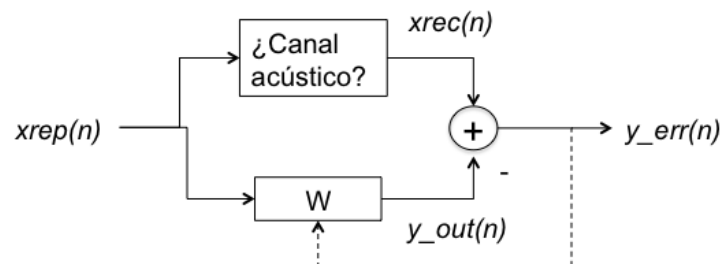 xrec(n)
¿Canal
acústico?
xrep(n)
+
y_err(n)
-
W
y_out(n)